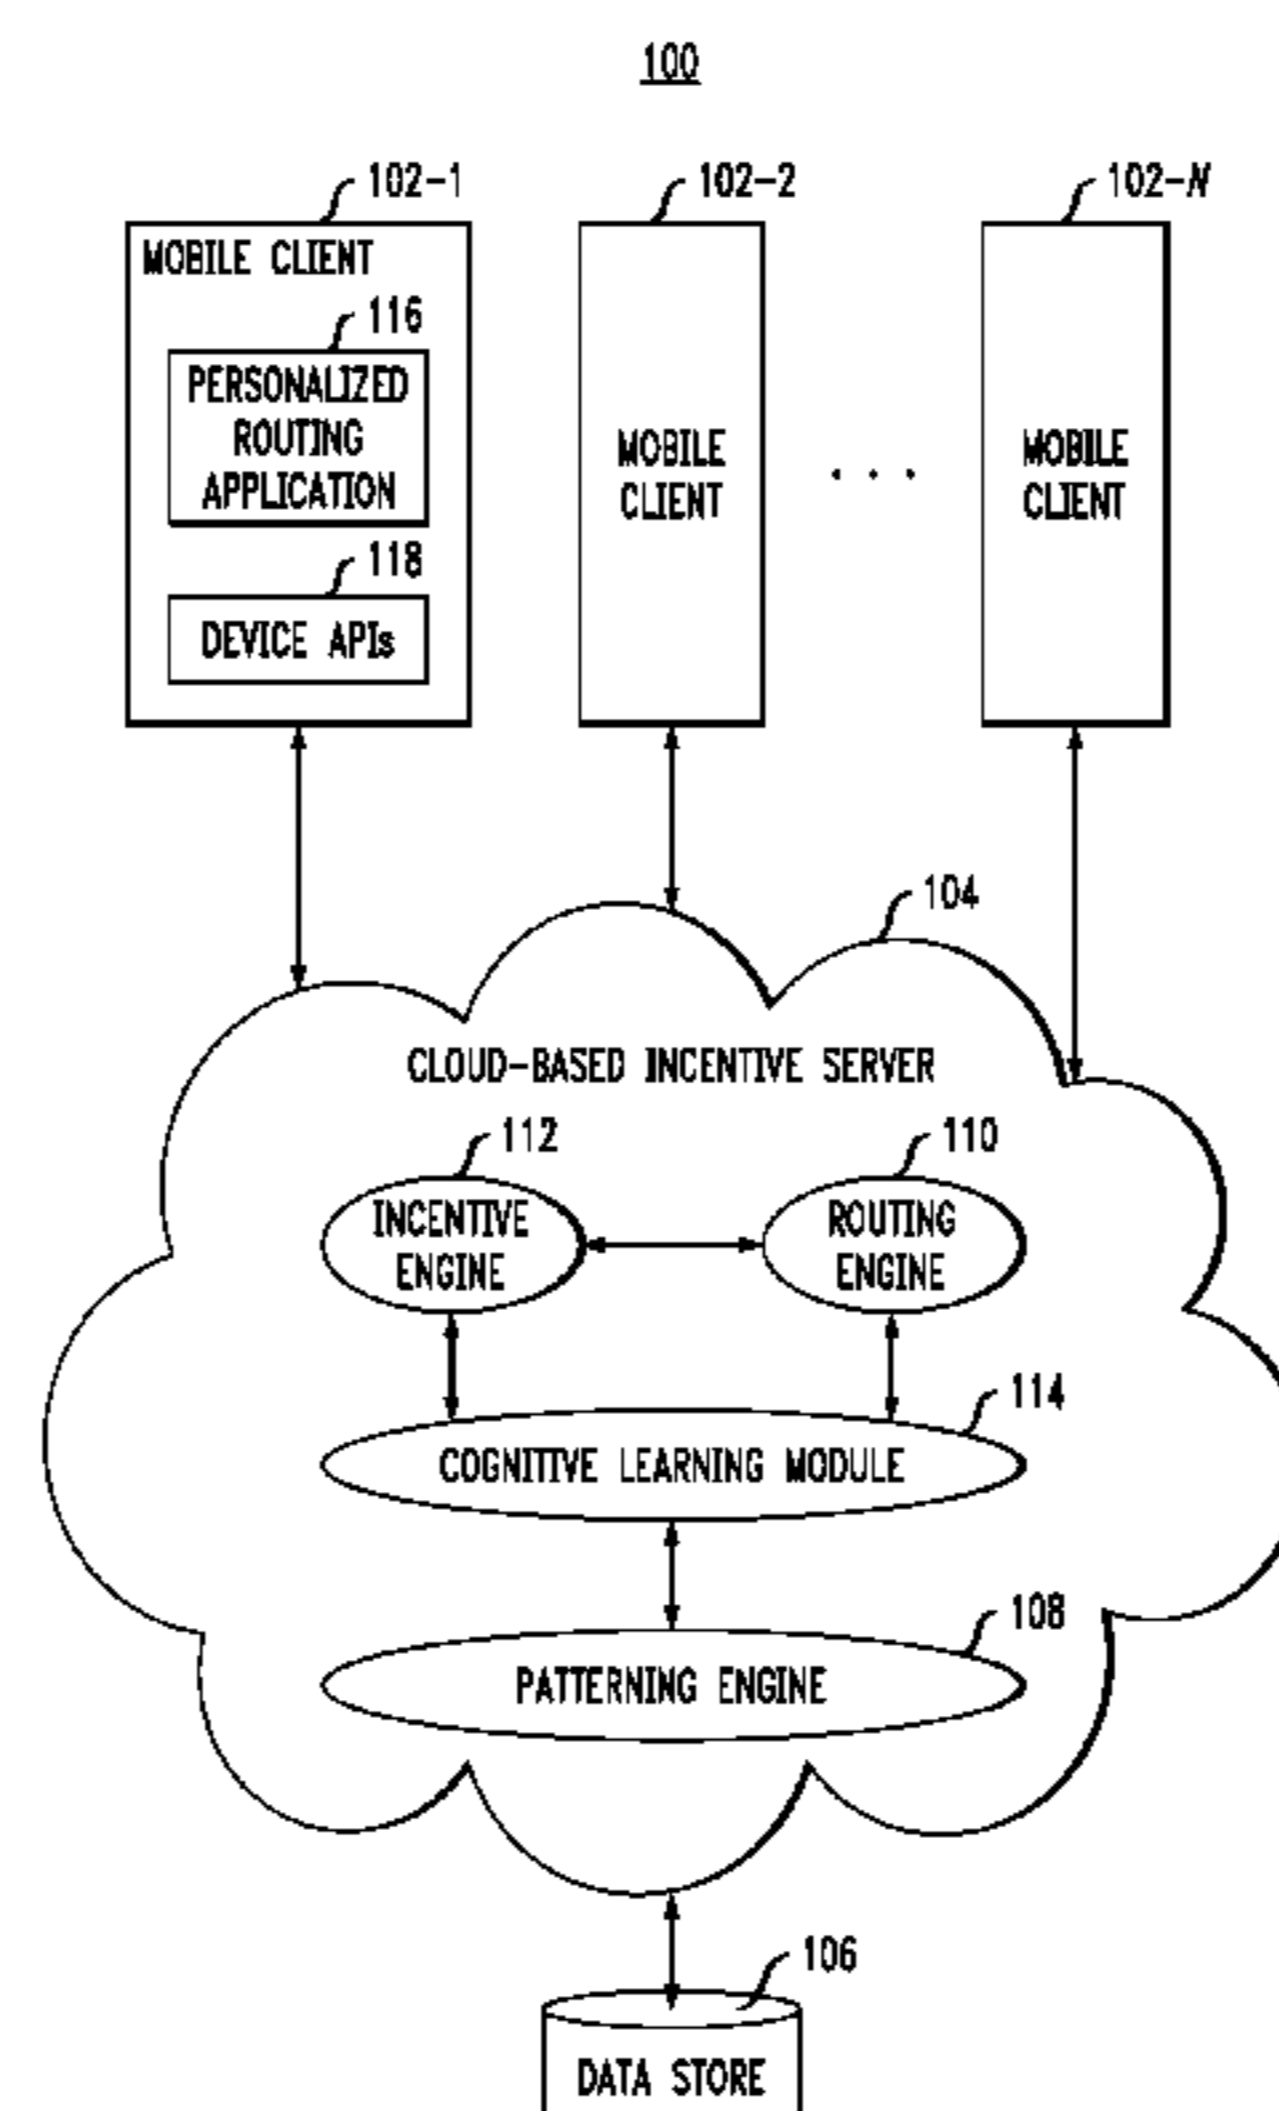 100
102-1
102-2
102-N
MOBILE CLIENT
116
PERSONALIZED
ROUTING
APPLICATION
118
DEVICE APIs
MOBILE
CLIENT
. . .
MOBILE
CLIENT
104
CLOUD-BASED INCENTIVE SERVER
112
110
INCENTIVE
ENGINE
ROUTING
ENGINE
114
COGNITIVE LEARNING MODULE
108
PATTERNING ENGINE
106
DATA STORE